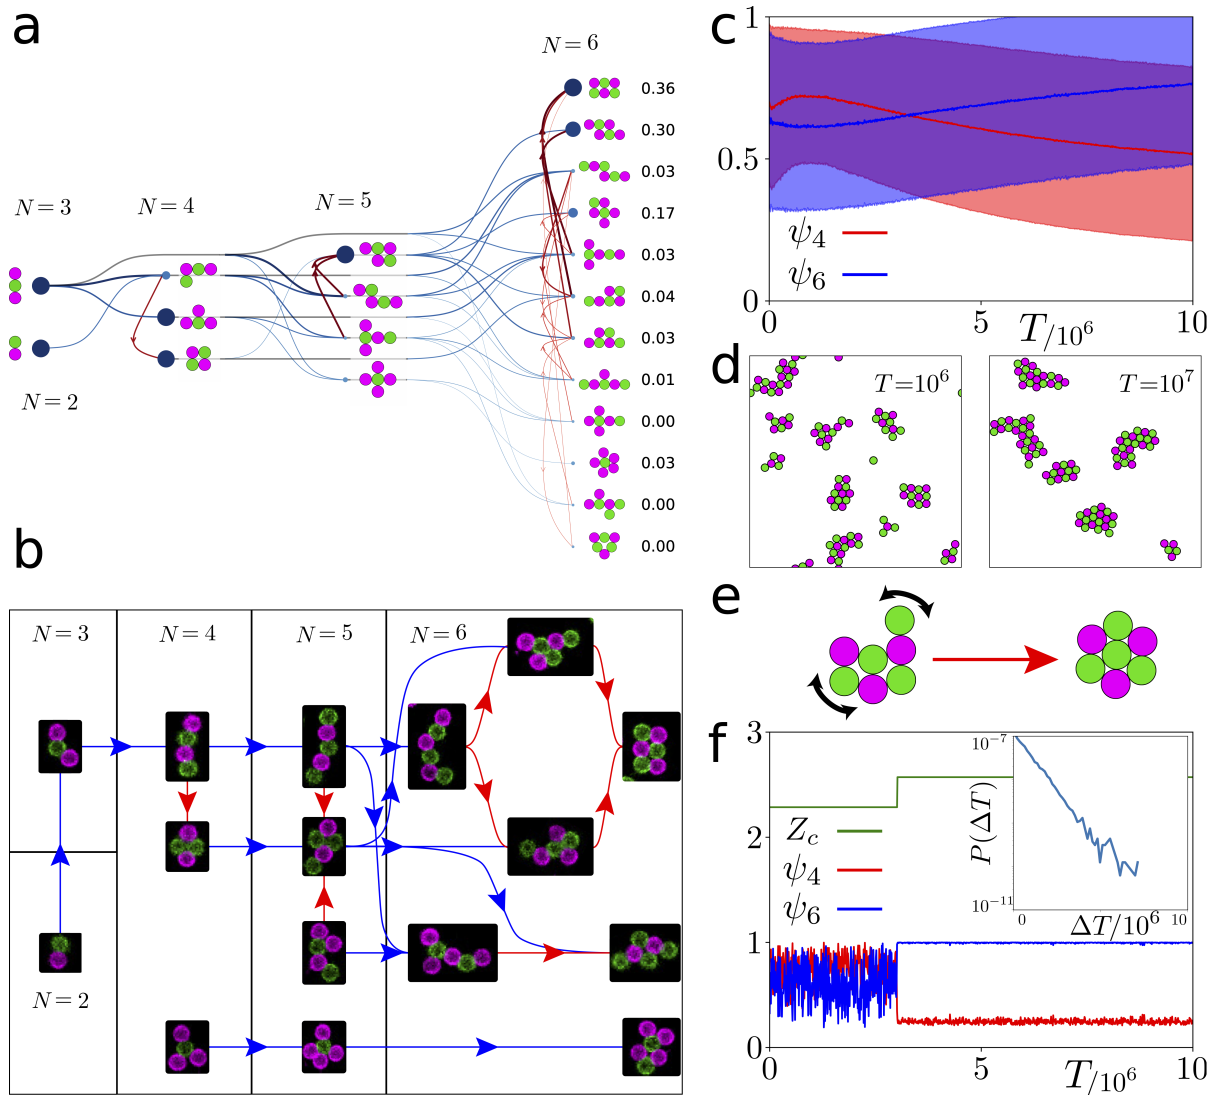 a
N=6
0.36
0.30
0.03
0.17
0.03
0.04
0.03
0.01
0.00
0.03
0.00
0.00
N=3
N=4
N=5
N=2
b
N=3
N=4
N=5
N=6
N=2
c
1
0.5
0
ψ4
ψ6
0
5
10
T/10^6
d
T=10^6
T=10^7
e
f
3
2
1
0
Zc
ψ4
ψ6
10^-7
P(ΔT)
10^-11
0
ΔT/10^6
10
0
5
10
T/10^6